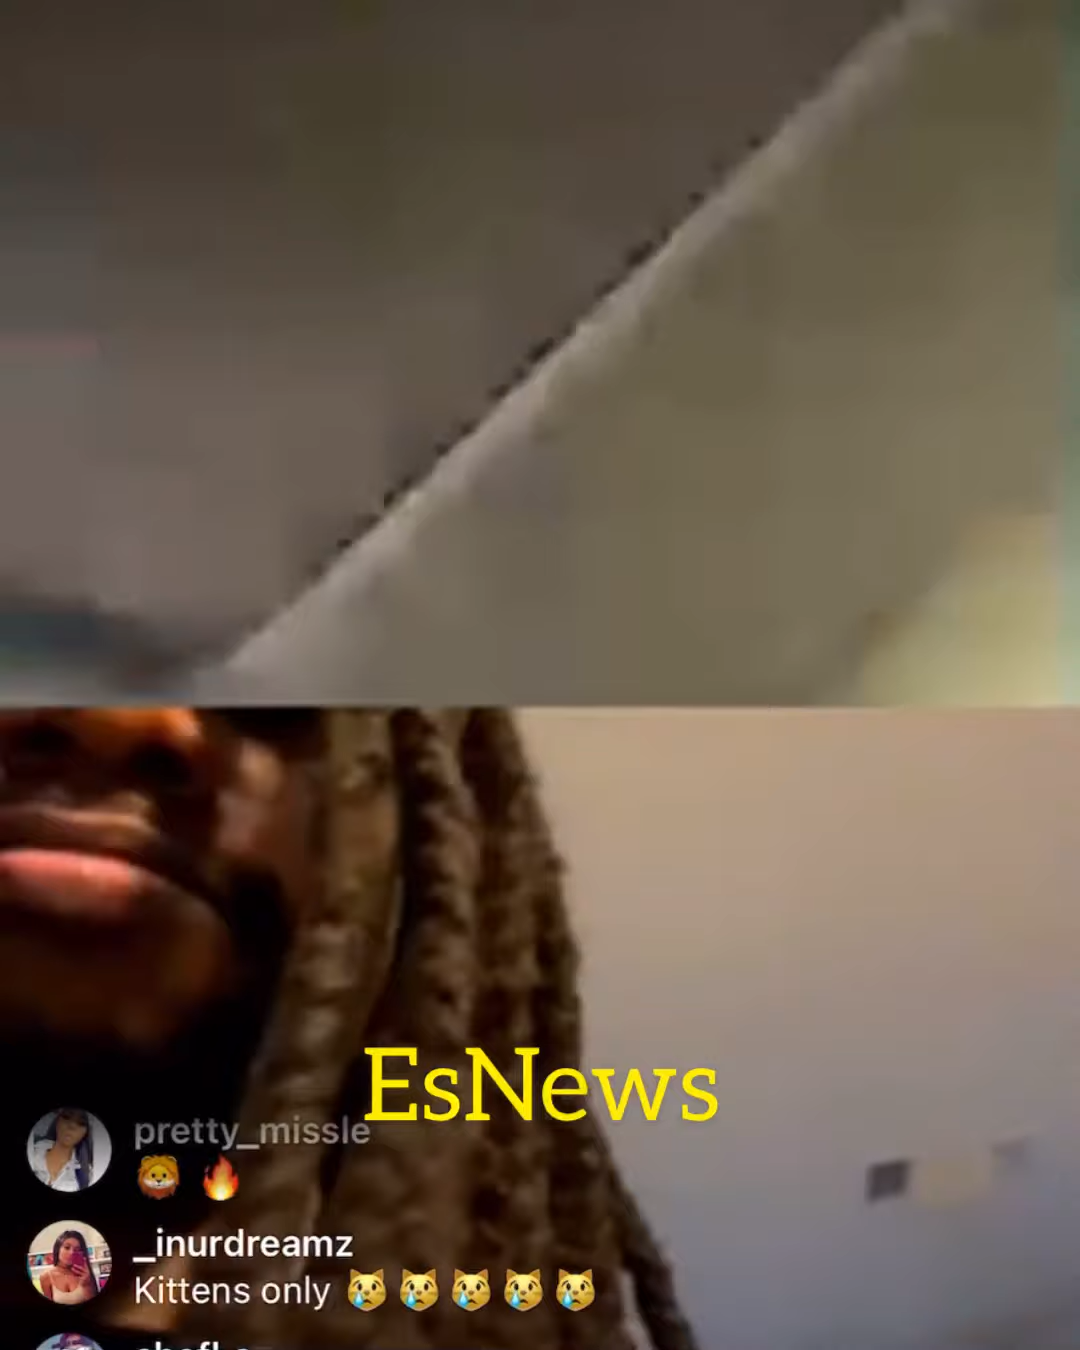 EsNews
pretty_missle
🦁 🔥
_inurdreamz
Kittens only 😿 😿 😿 😿 😿